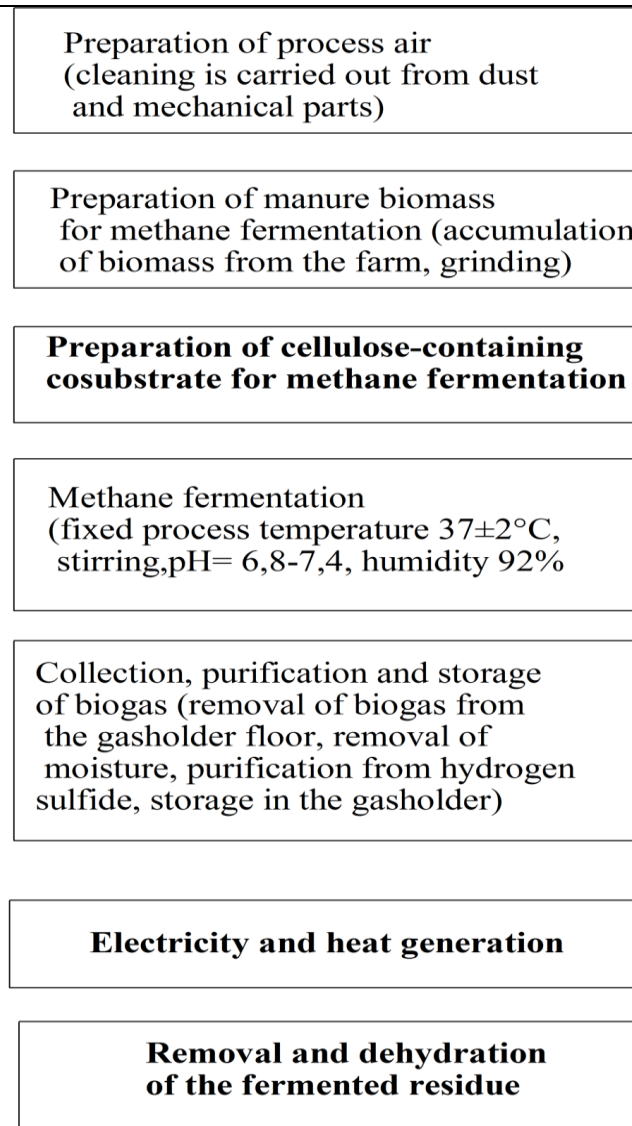 Preparation of process air
(cleaning is carried out from dust
and mechanical parts)
Preparation of manure biomass
for methane fermentation (accumulation
of biomass from the farm, grinding)
Preparation of cellulose-containing
cosubstrate for methane fermentation
Methane fermentation
(fixed process temperature 37±2°C,
stirring,pH= 6,8-7,4, humidity 92%
Collection, purification and storage
of biogas (removal of biogas from
the gasholder floor, removal of
moisture, purification from hydrogen
sulfide, storage in the gasholder)
Electricity and heat generation
Removal and dehydration
of the fermented residue